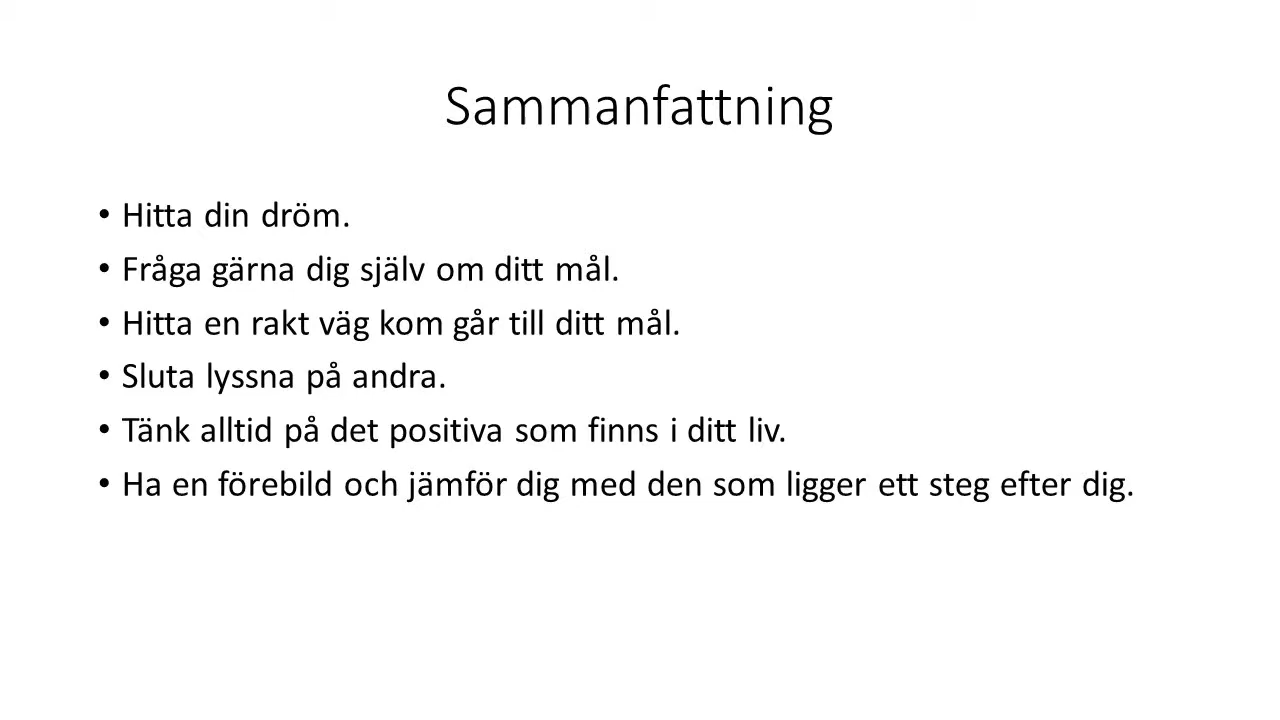 Sammanfattning
• Hitta din dröm.
• Fråga gärna dig själv om ditt mål.
• Hitta en rakt väg kom går till ditt mål.
• Sluta lyssna på andra.
• Tänk alltid på det positiva som finns i ditt liv.
• Ha en förebild och jämför dig med den som ligger ett steg efter dig.